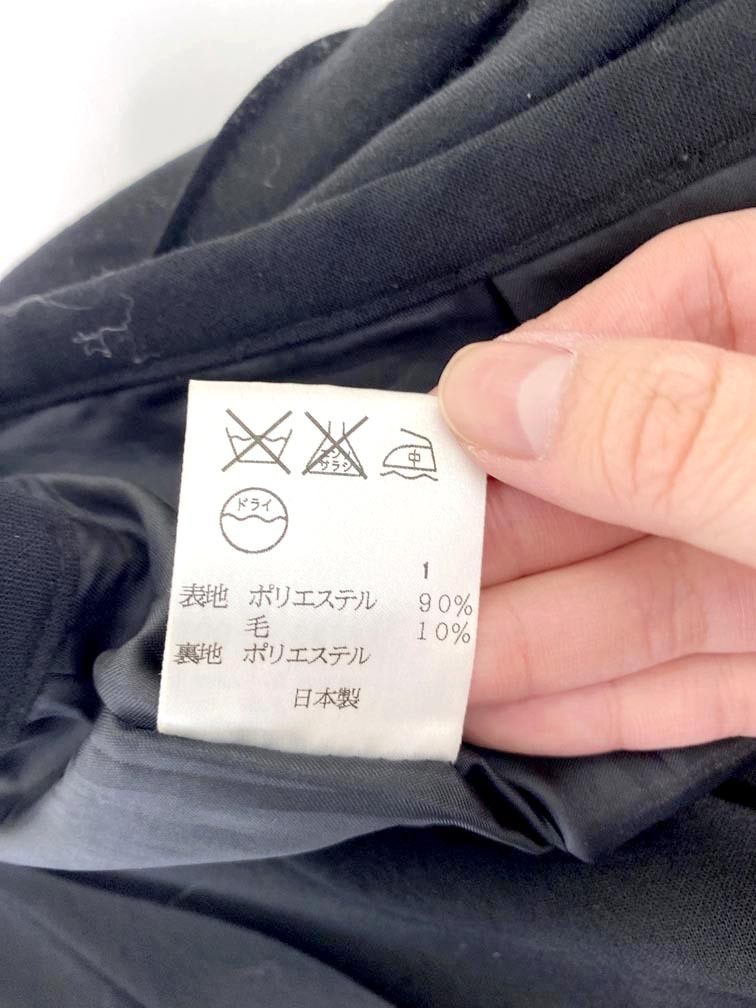 エンソ
サラシ
中
ドライ
1
表地 ポリエステル 90%
毛 10%
裏地 ポリエステル
日本製